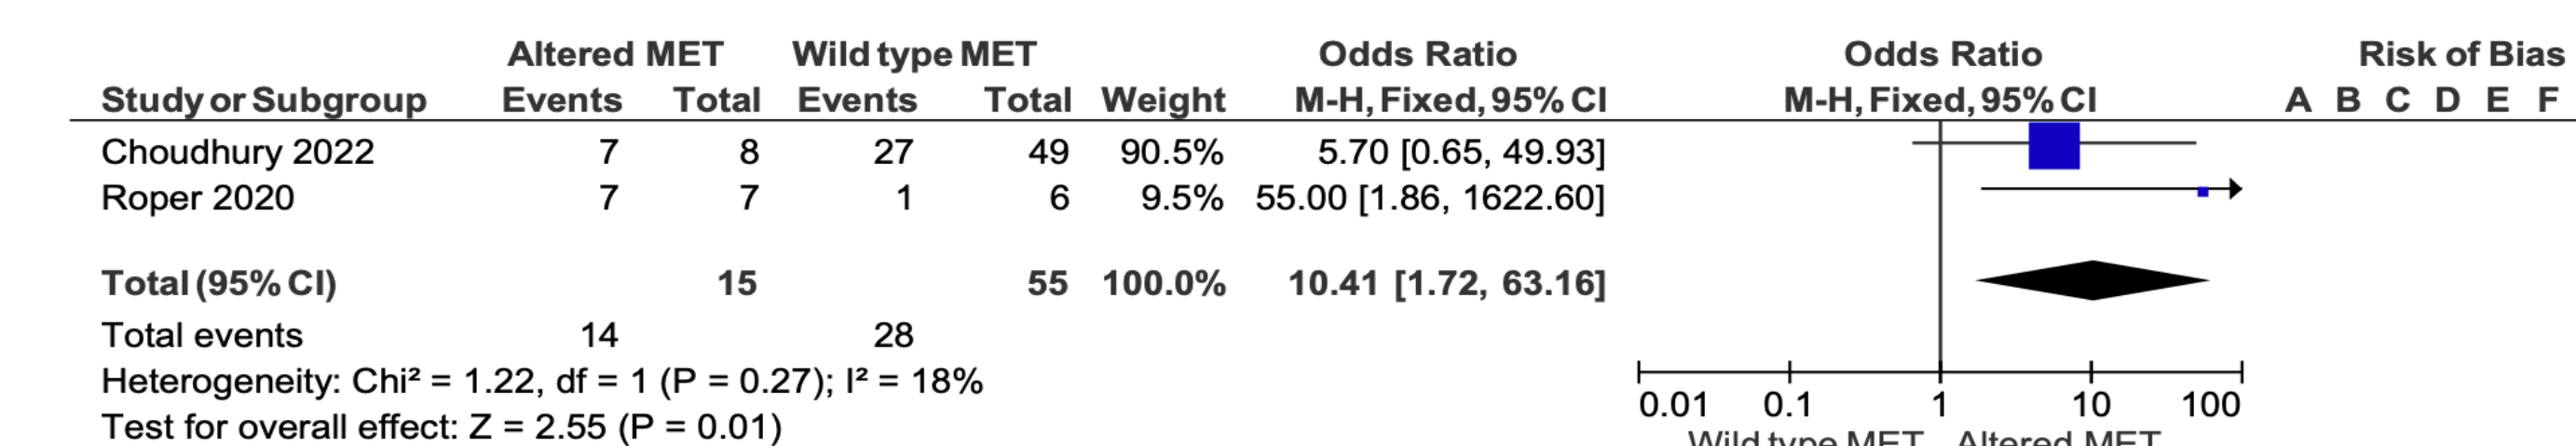 Altered MET Wild type MET Odds Ratio Odds Ratio Risk of Bias
Study or Subgroup Events Total Events Total Weight M-H, Fixed, 95% CI M-H, Fixed, 95% CI A B C D E F
Choudhury 2022 7 8 27 49 90.5% 5.70 [0.65, 49.93]
Roper 2020 7 7 1 6 9.5% 55.00 [1.86, 1622.60]
Total (95% CI) 15 55 100.0% 10.41 [1.72, 63.16]
Total events 14 28
Heterogeneity: Chi² = 1.22, df = 1 (P = 0.27); I² = 18%
0.01 0.1 1 10 100
Test for overall effect: Z = 2.55 (P = 0.01)
Wild type MET Altered MET